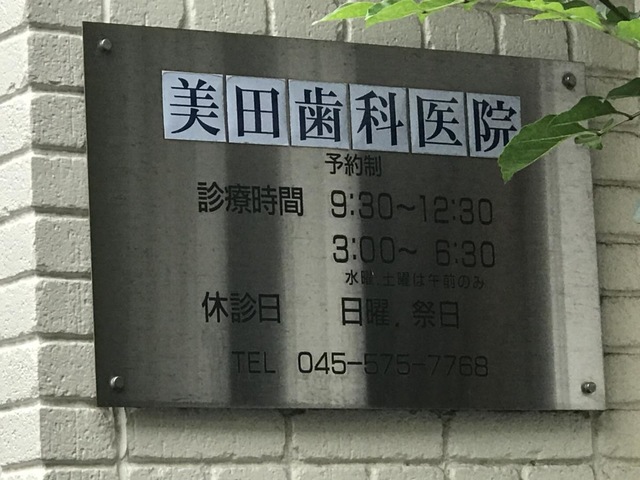 美田歯科医院
予約制
診療時間 9:30〜12:30
3:00〜 6:30
水曜.土曜は午前のみ
休診日 日曜.祭日
TEL 045-575-7768